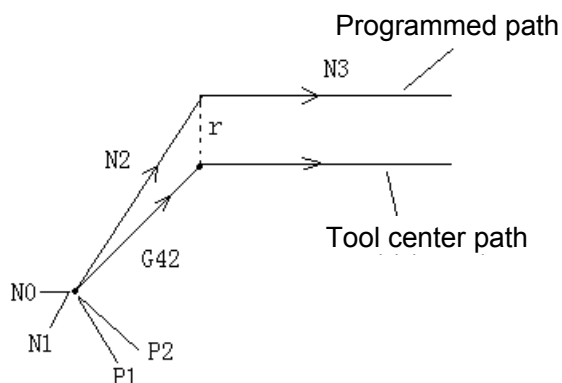 Programmed path
N3
r
N2
Tool center path
G42
N0
N1
P2
P1